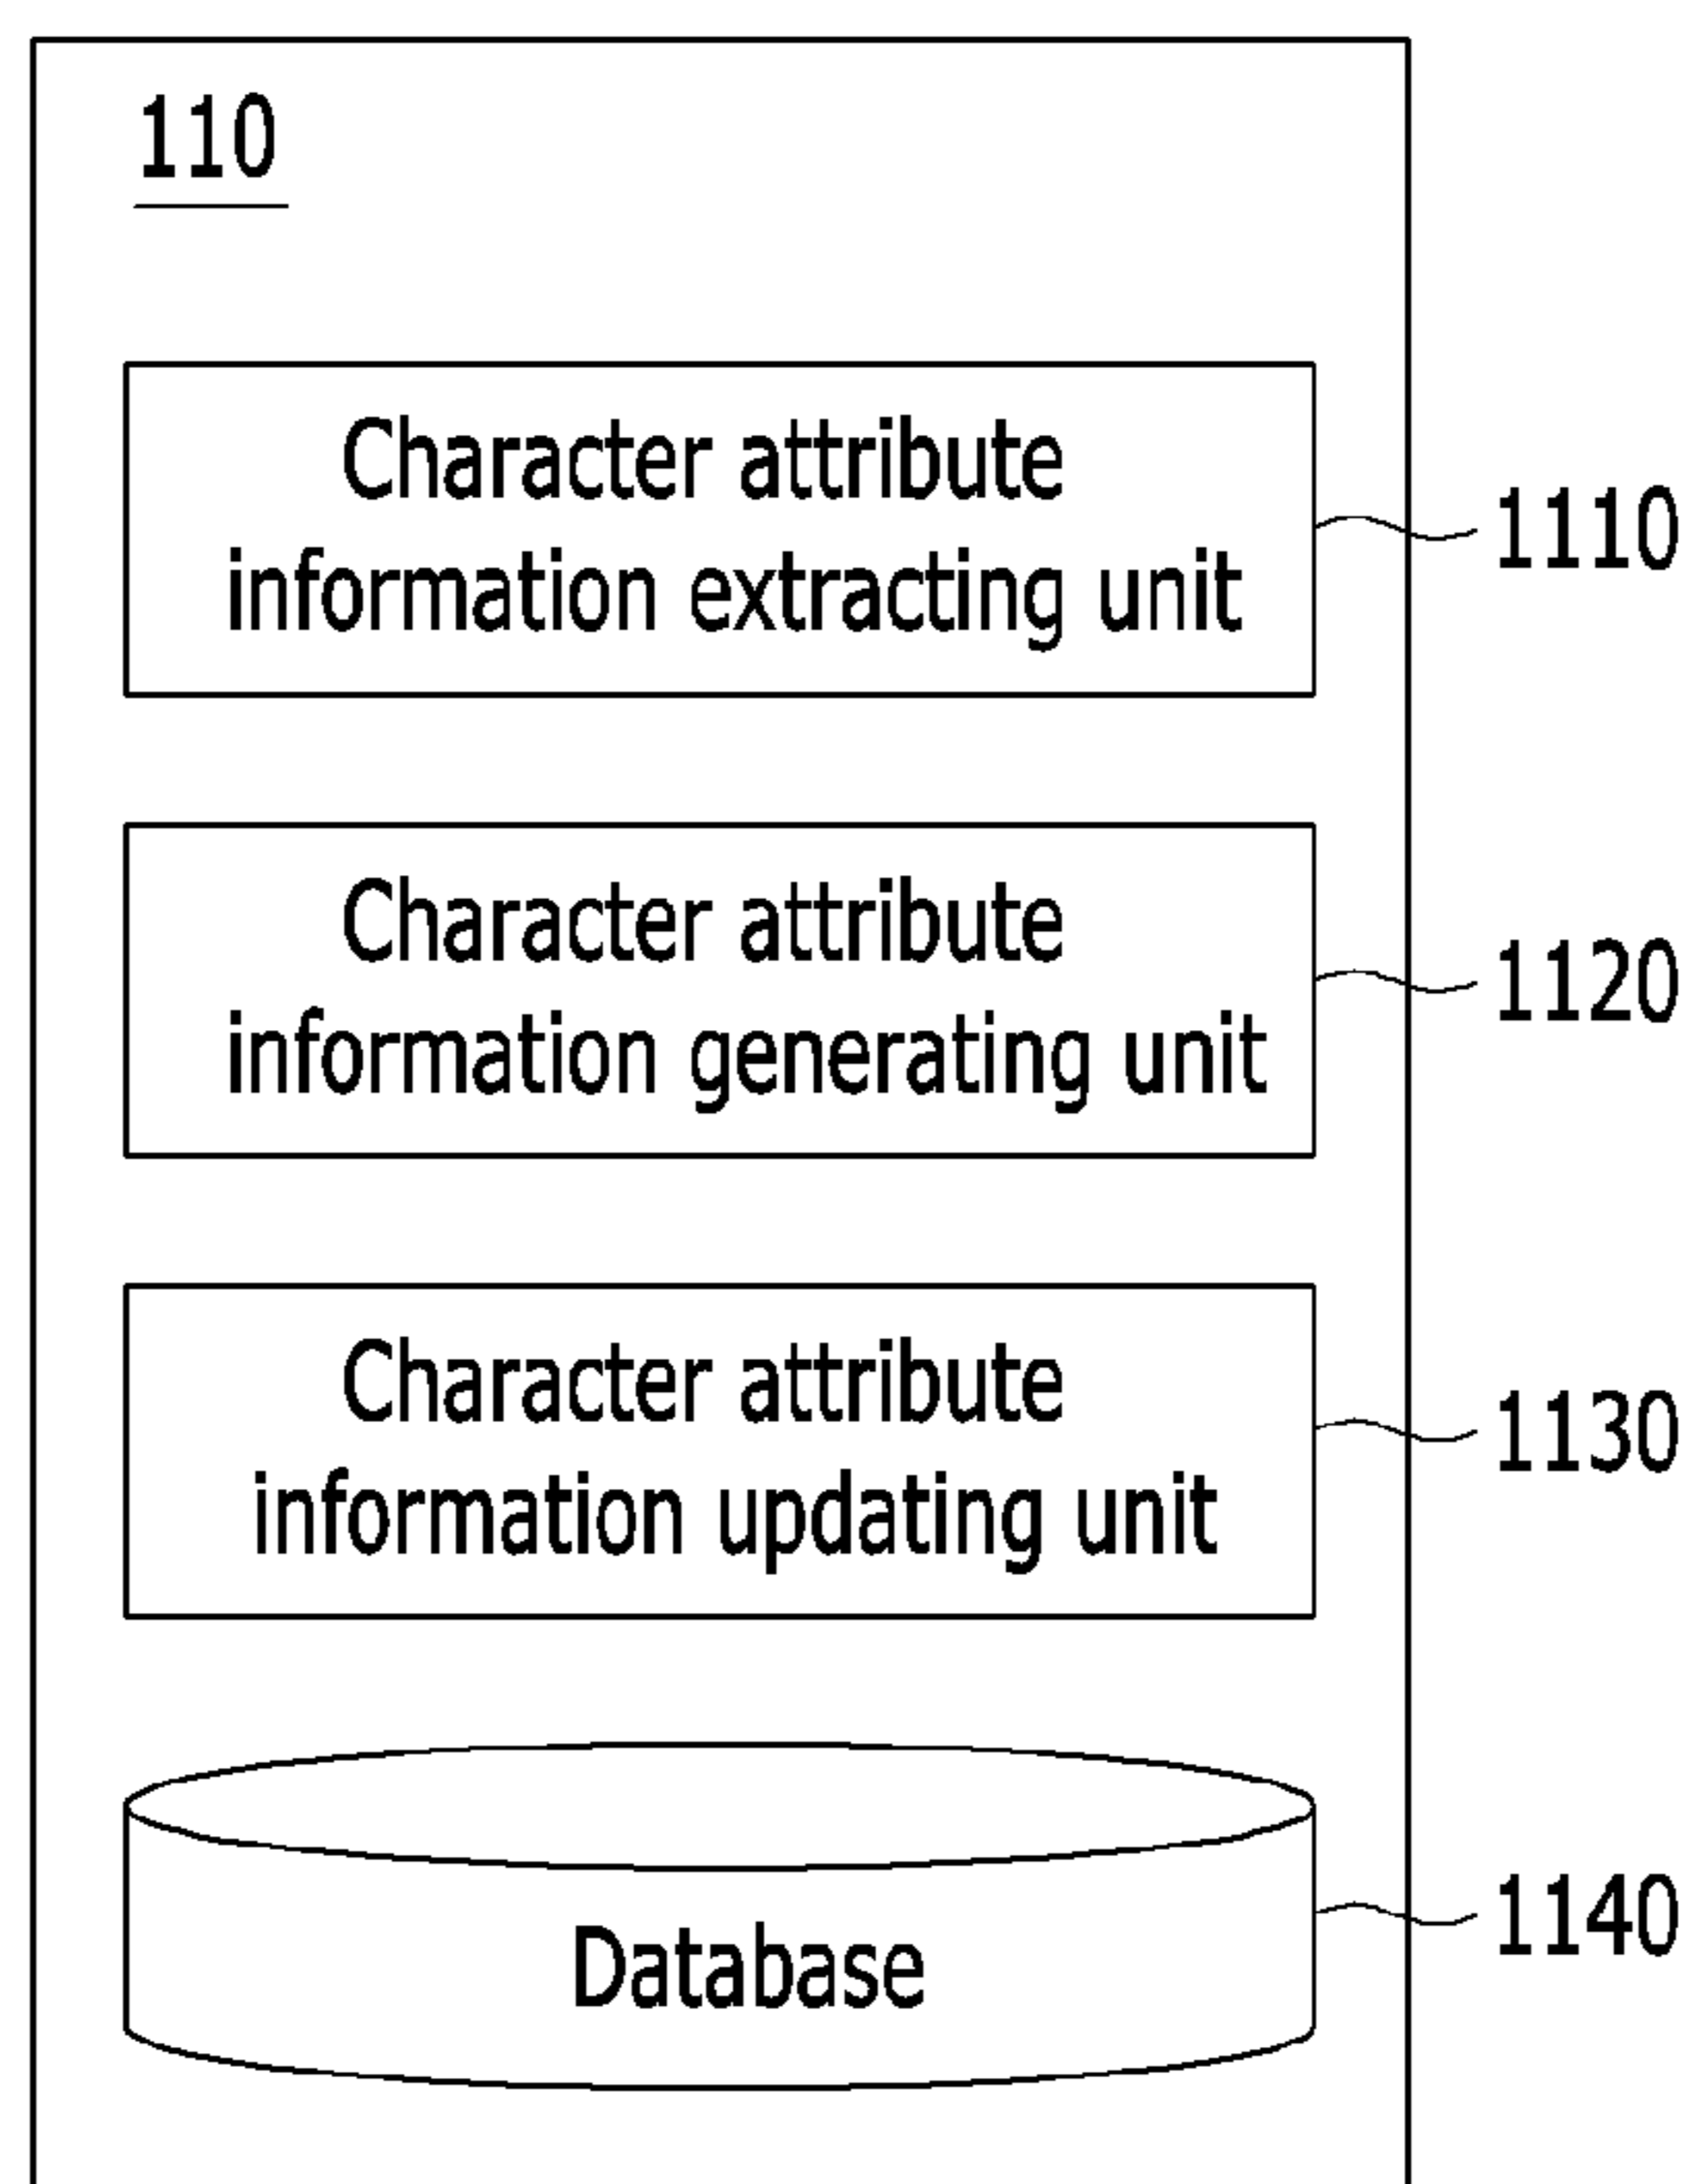 110
Character attribute
information extracting unit
1110
Character attribute
information generating unit
1120
Character attribute
information updating unit
1130
Database
1140